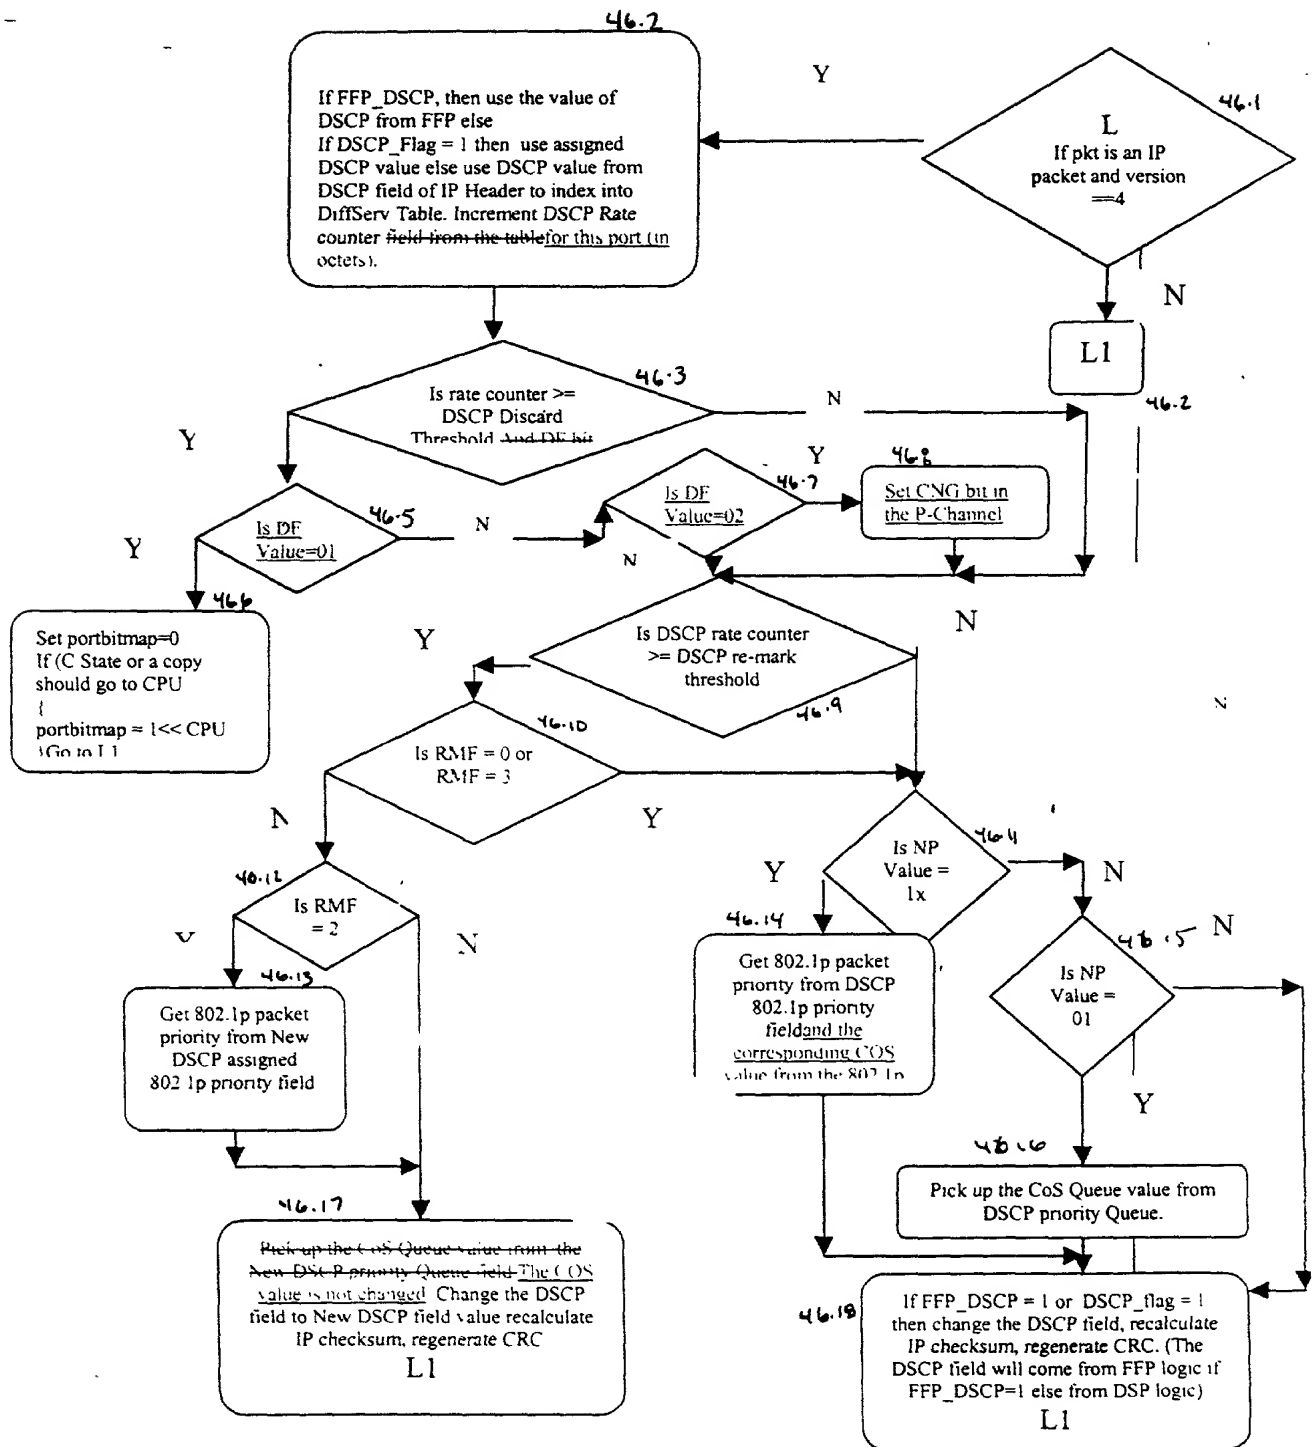 46.2
If FFP_DSCP, then use the value of
DSCP from FFP else
If DSCP_Flag = 1 then use assigned
DSCP value else use DSCP value from
DSCP field of IP Header to index into
DiffServ Table. Increment DSCP Rate
counter field from the tablefor this port (in
octets).
Y
46.1
L
If pkt is an IP
packet and version
==4
N
L1
46.2
46.3
Is rate counter >=
DSCP Discard
Threshold And DF bit
N
Y
46.5
Is DF
Value=01
N
Y
46.7
Is DF
Value=02
Y
N
46.8
Set CNG bit in
the P-Channel
466
Set portbitmap=0
If (C State or a copy
should go to CPU
{
portbitmap = 1<< CPU
}Go to L1
Y
Is DSCP rate counter
>= DSCP re-mark
threshold
N
46.9
N
46.10
Is RMF = 0 or
RMF = 3
N
Y
46.11
Is NP
Value =
1x
Y
N
40.12
Is RMF
= 2
Y
N
46.13
Get 802.1p packet
priority from New
DSCP assigned
802 1p priority field
46.14
Get 802.1p packet
priority from DSCP
802.1p priority
fieldand the
corresponding COS
value from the 802.1p
46.15
Is NP
Value =
01
N
Y
46.16
Pick up the CoS Queue value from
DSCP priority Queue.
46.17
Pick up the CoS Queue value from the
New DSCP priority Queue field The COS
value is not changed Change the DSCP
field to New DSCP field value recalculate
IP checksum, regenerate CRC
L1
46.18
If FFP_DSCP = 1 or DSCP_flag = 1
then change the DSCP field, recalculate
IP checksum, regenerate CRC. (The
DSCP field will come from FFP logic if
FFP_DSCP=1 else from DSP logic)
L1